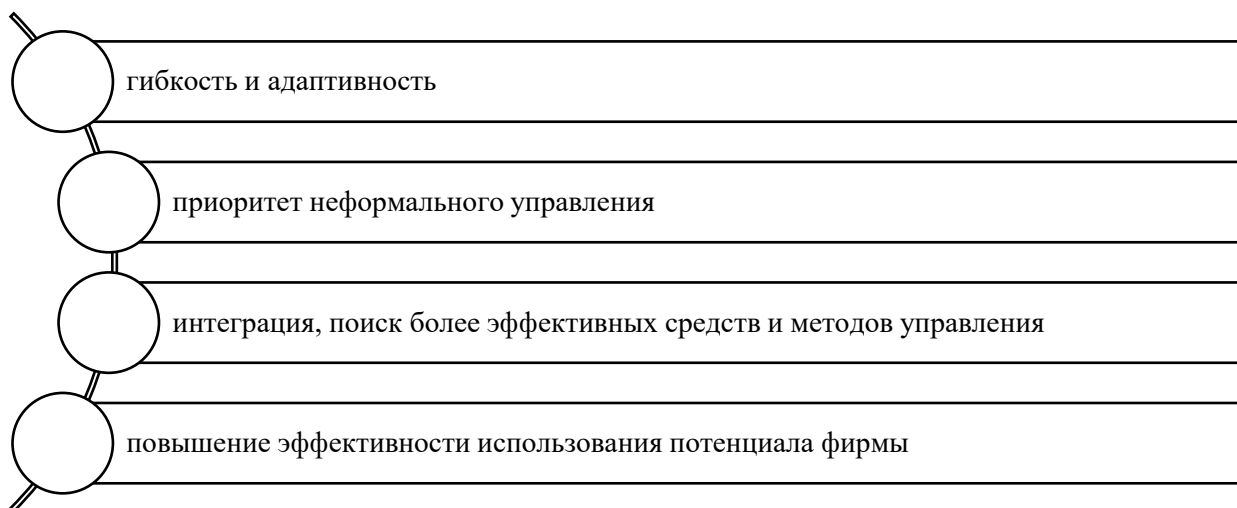 гибкость и адаптивность
приоритет неформального управления
интеграция, поиск более эффективных средств и методов управления
повышение эффективности использования потенциала фирмы